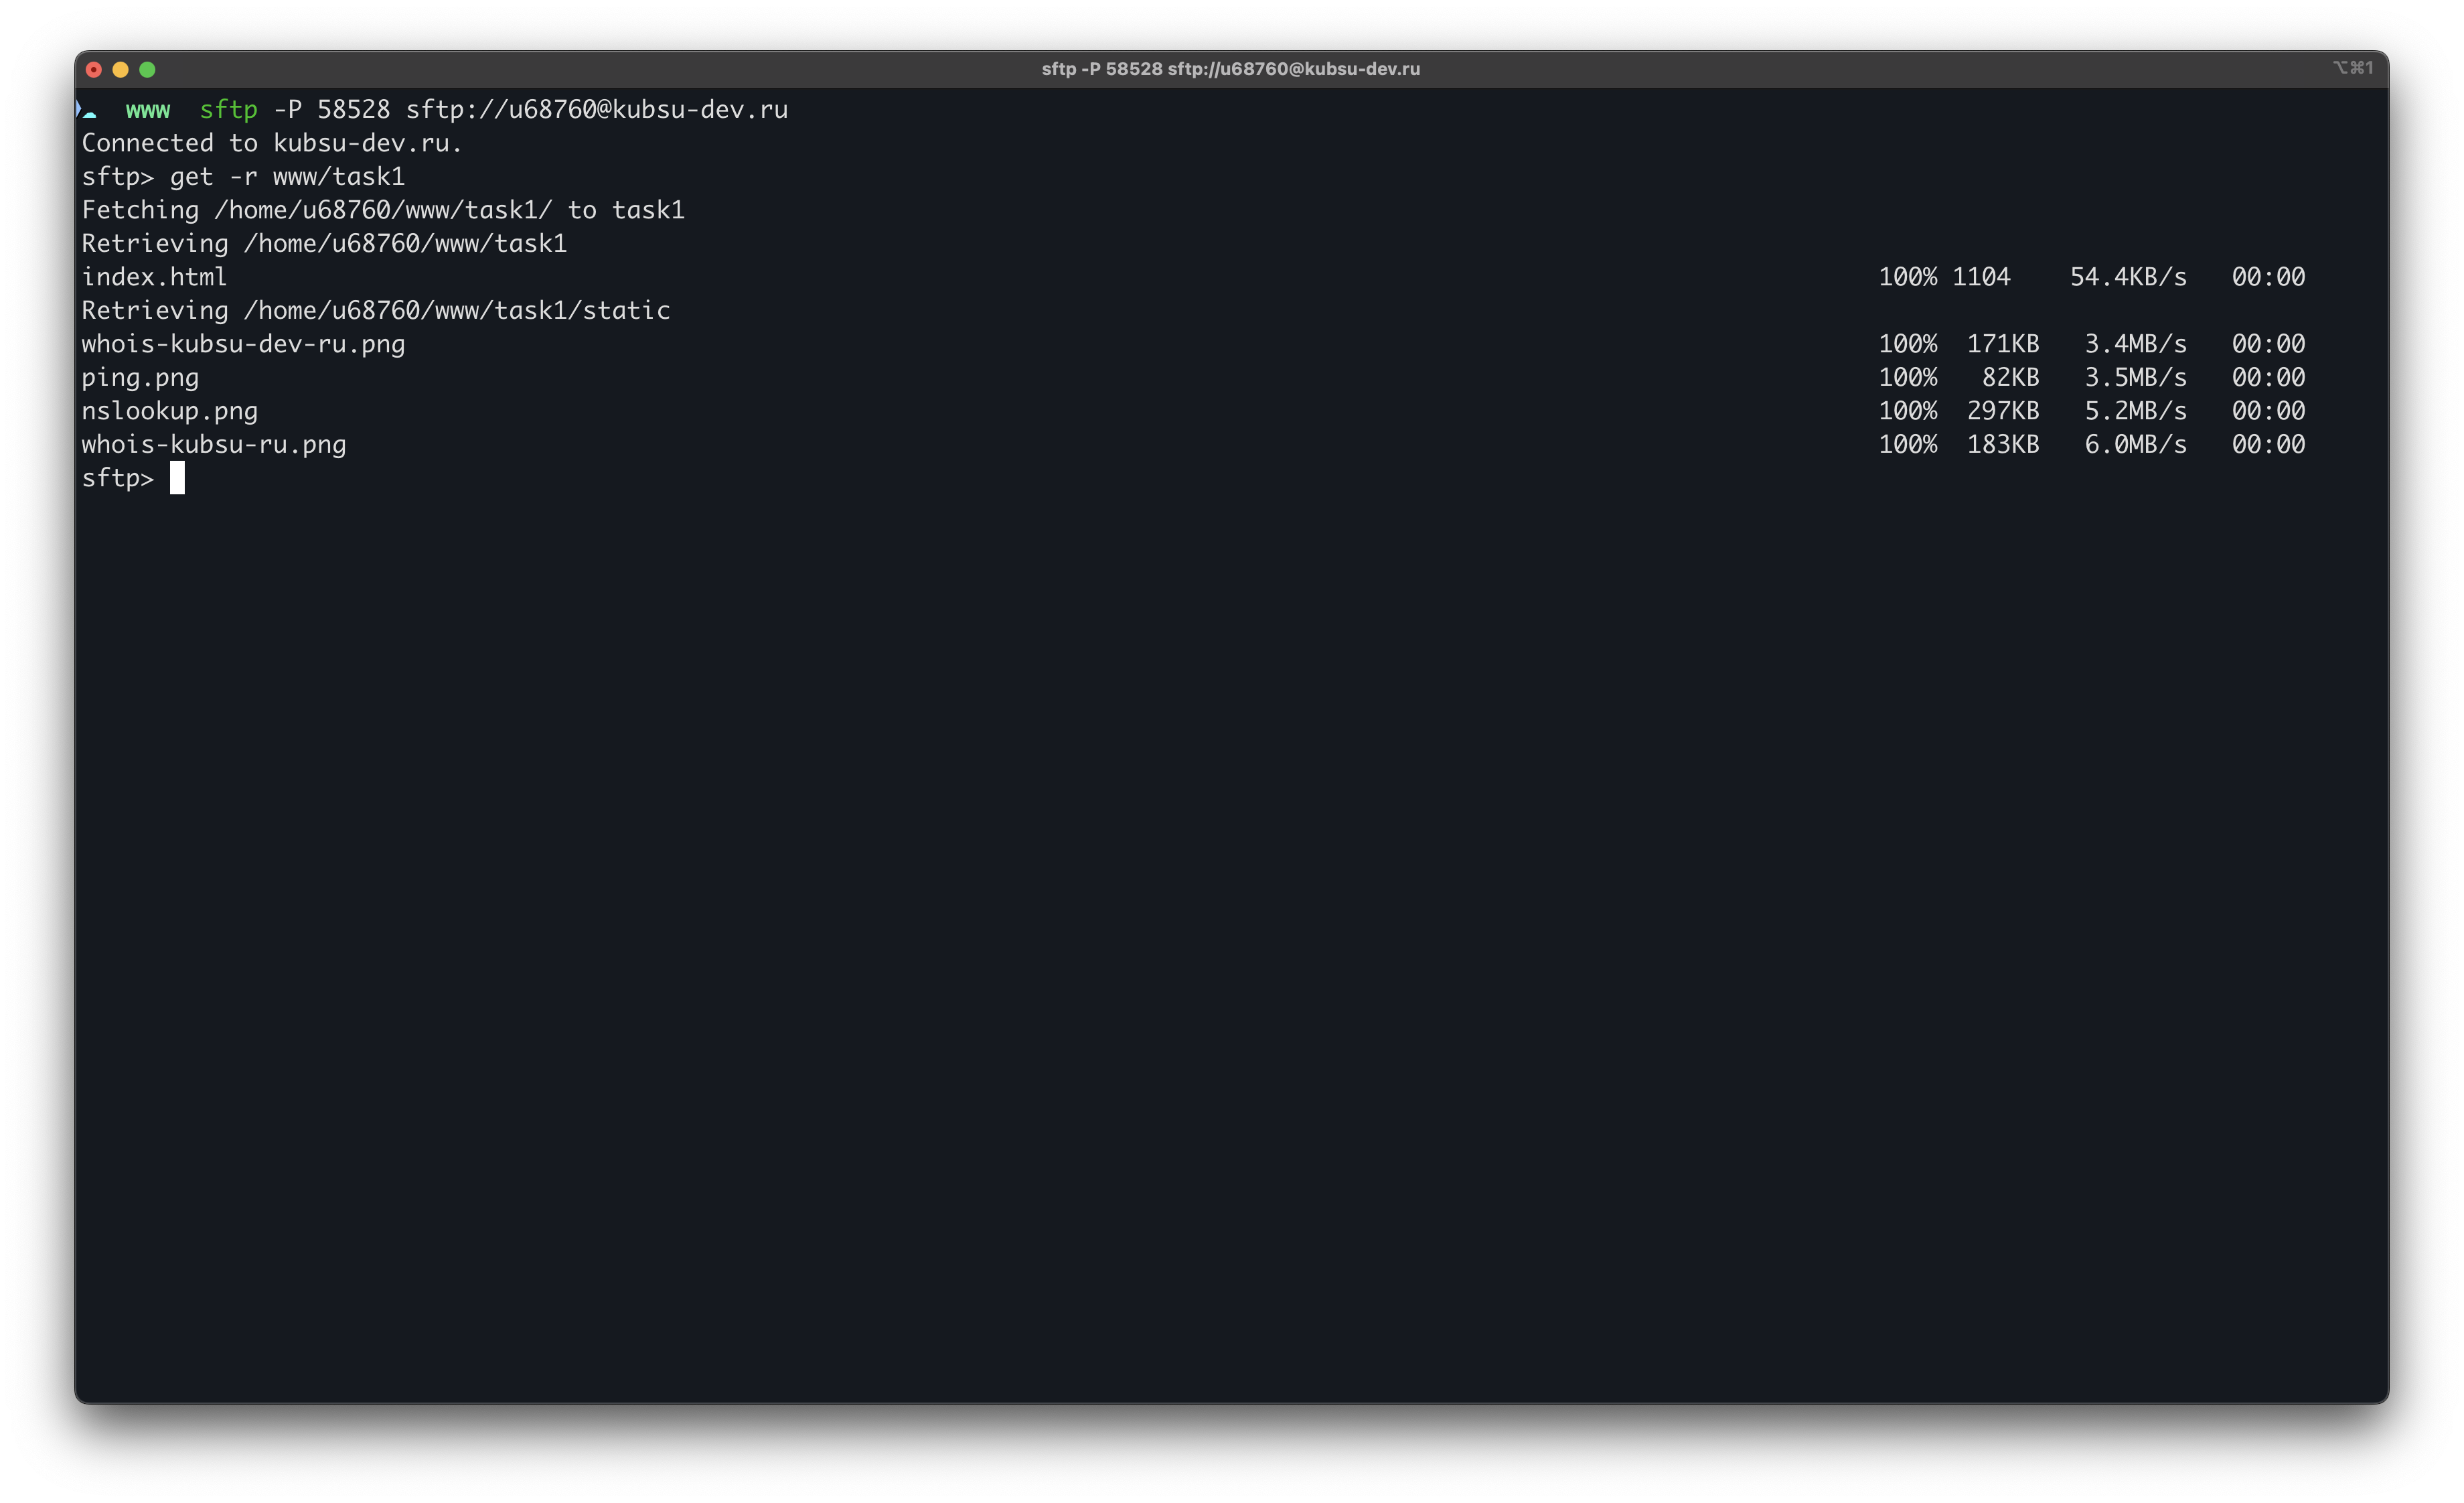 sftp -P 58528 sftp://u68760@kubsu-dev.ru ⌥⌘1
www sftp -P 58528 sftp://u68760@kubsu-dev.ru
Connected to kubsu-dev.ru.
sftp> get -r www/task1
Fetching /home/u68760/www/task1/ to task1
Retrieving /home/u68760/www/task1
index.html 100% 1104 54.4KB/s 00:00
Retrieving /home/u68760/www/task1/static
whois-kubsu-dev-ru.png 100% 171KB 3.4MB/s 00:00
ping.png 100% 82KB 3.5MB/s 00:00
nslookup.png 100% 297KB 5.2MB/s 00:00
whois-kubsu-ru.png 100% 183KB 6.0MB/s 00:00
sftp>